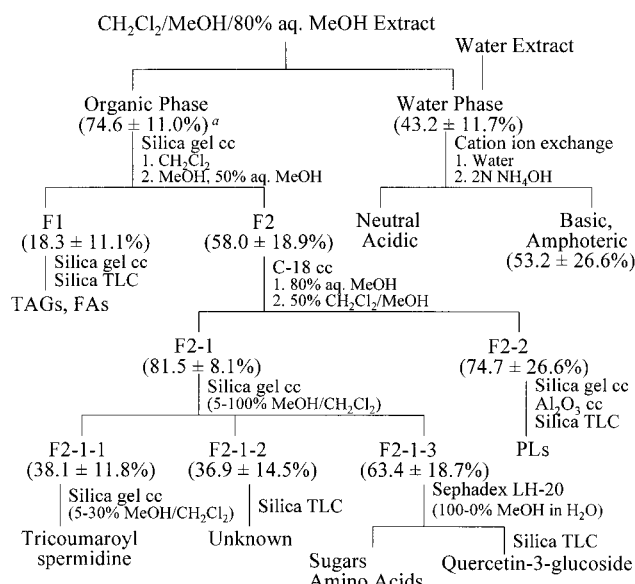 CH₂Cl₂/MeOH/80% aq. MeOH Extract
Water Extract
Organic Phase
(74.6 ± 11.0%)ᵃ
Silica gel cc
1. CH₂Cl₂
2. MeOH, 50% aq. MeOH
Water Phase
(43.2 ± 11.7%)
Cation ion exchange
1. Water
2. 2N NH₄OH
F1
(18.3 ± 11.1%)
Silica gel cc
Silica TLC
TAGs, FAs
F2
(58.0 ± 18.9%)
C-18 cc
1. 80% aq. MeOH
2. 50% CH₂Cl₂/MeOH
Neutral
Acidic
Basic,
Amphoteric
(53.2 ± 26.6%)
F2-1
(81.5 ± 8.1%)
Silica gel cc
(5-100% MeOH/CH₂Cl₂)
F2-2
(74.7 ± 26.6%)
Silica gel cc
Al₂O₃ cc
Silica TLC
PLs
F2-1-1
(38.1 ± 11.8%)
Silica gel cc
(5-30% MeOH/CH₂Cl₂)
Tricoumaroyl
spermidine
F2-1-2
(36.9 ± 14.5%)
Silica TLC
Unknown
F2-1-3
(63.4 ± 18.7%)
Sephadex LH-20
(100-0% MeOH in H₂O)
Sugars
Amino Acids
Silica TLC
Quercetin-3-glucoside